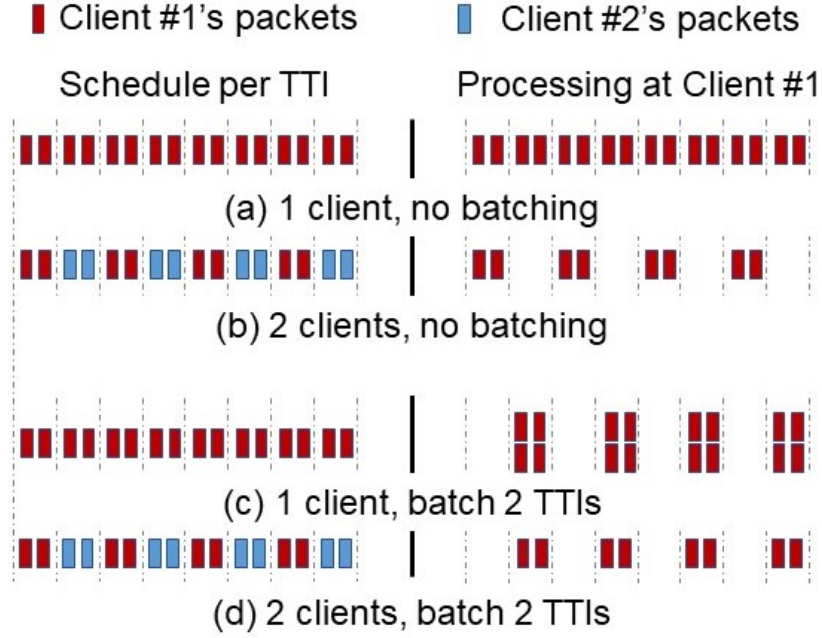 Client #1's packets Client #2's packets
Schedule per TTI Processing at Client #1
(a) 1 client, no batching
(b) 2 clients, no batching
(c) 1 client, batch 2 TTIs
(d) 2 clients, batch 2 TTIs